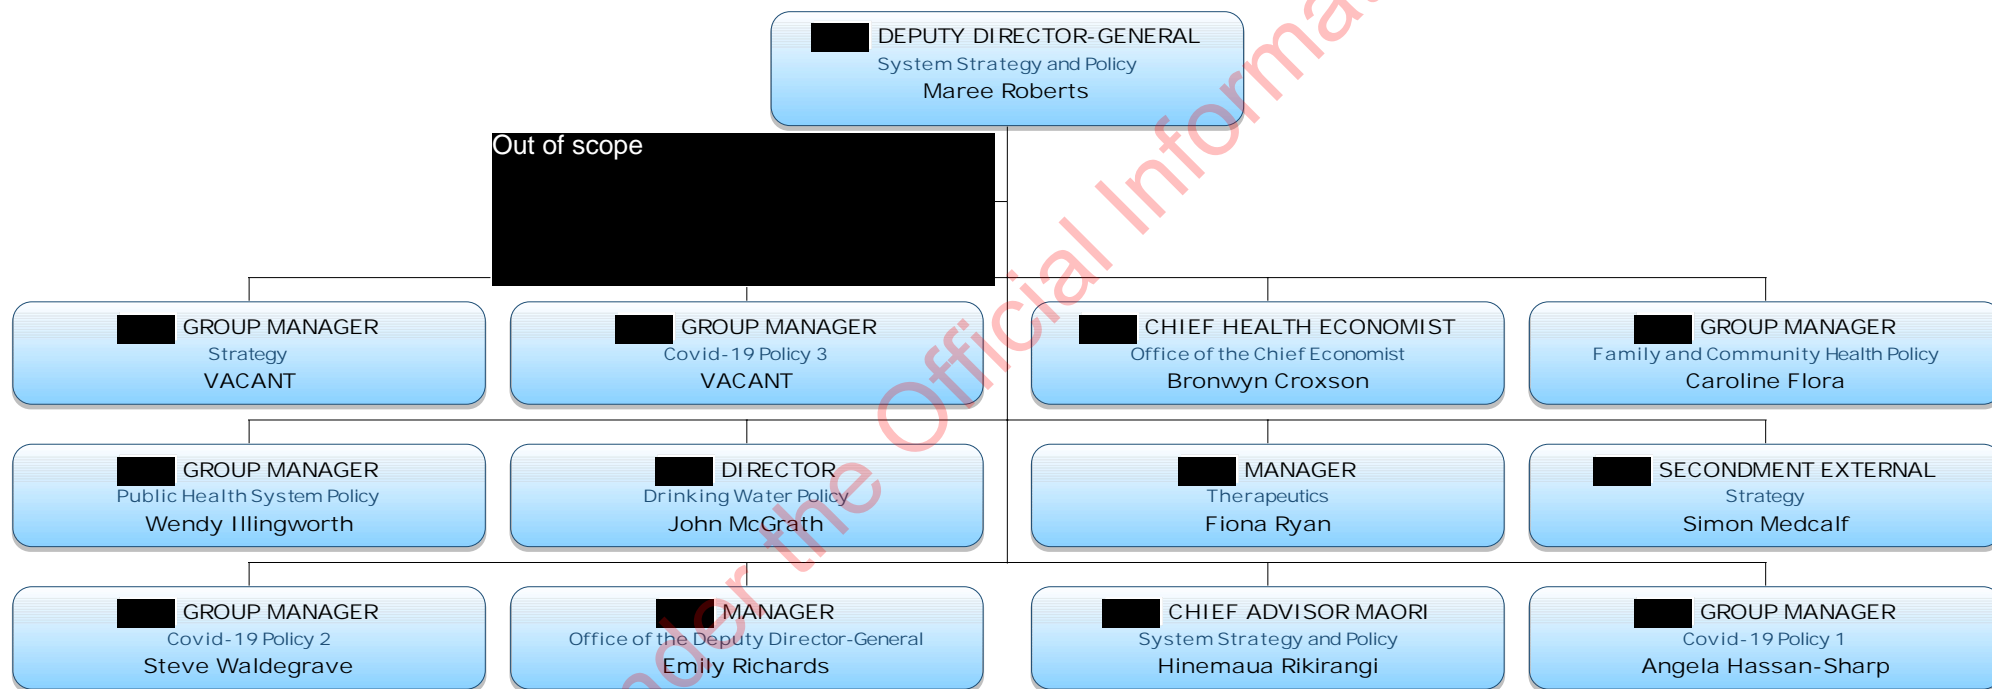 DEPUTY DIRECTOR-GENERAL
System Strategy and Policy
Maree Roberts
Out of scope
GROUP MANAGER
Strategy
VACANT
GROUP MANAGER
Covid-19 Policy 3
VACANT
CHIEF HEALTH ECONOMIST
Office of the Chief Economist
Bronwyn Croxson
GROUP MANAGER
Family and Community Health Policy
Caroline Flora
GROUP MANAGER
Public Health System Policy
Wendy Illingworth
DIRECTOR
Drinking Water Policy
John McGrath
MANAGER
Therapeutics
Fiona Ryan
SECONDMENT EXTERNAL
Strategy
Simon Medcalf
GROUP MANAGER
Covid-19 Policy 2
Steve Waldegrave
MANAGER
Office of the Deputy Director-General
Emily Richards
CHIEF ADVISOR MAORI
System Strategy and Policy
Hinemaua Rikirangi
GROUP MANAGER
Covid-19 Policy 1
Angela Hassan-Sharp
the Official